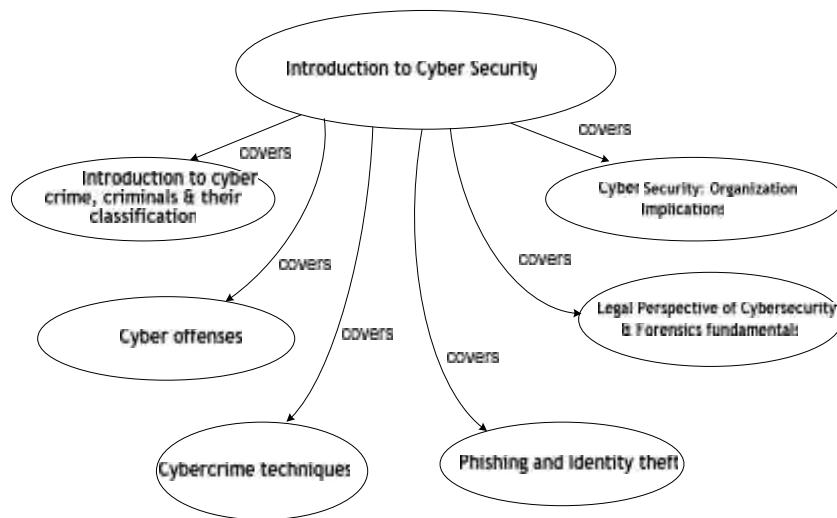 Introduction to Cyber Security
covers
covers
Introduction to cyber
crime, criminals & their
classification
Cyber Security: Organization
Implications
covers
covers
Legal Perspective of Cybersecurity
& Forensics fundamentals
Cyber offenses
covers
covers
Cybercrime techniques
Phishing and Identity theft